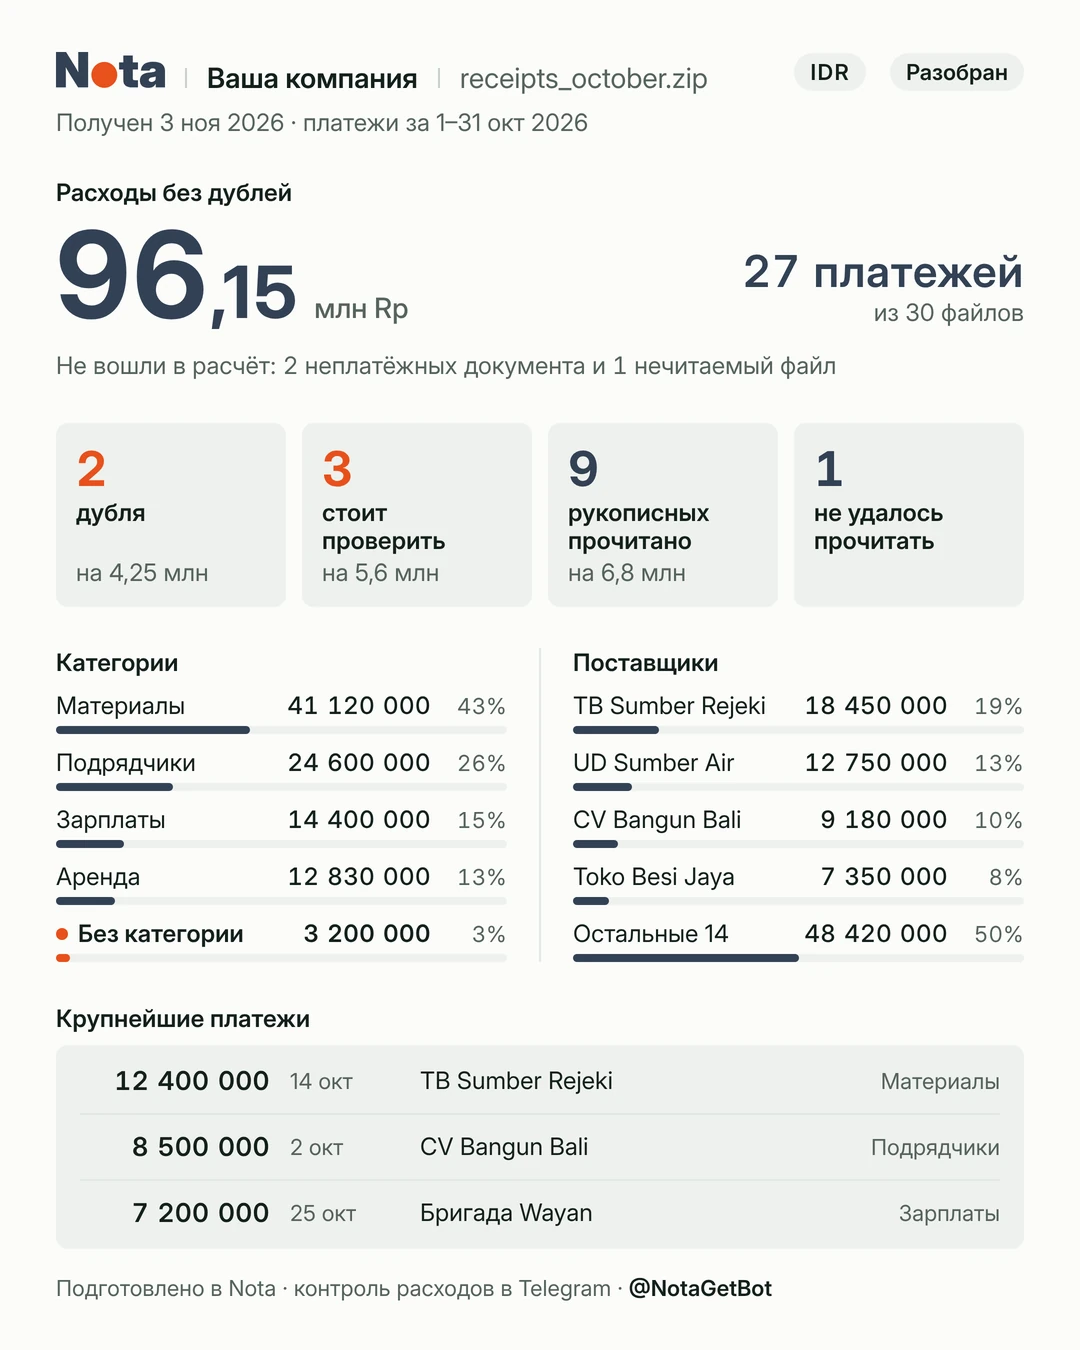 Nota | Ваша компания | receipts_october.zip IDR Разобран
Получен 3 ноя 2026 · платежи за 1–31 окт 2026
Расходы без дублей
96,15 млн Rp
27 платежей
из 30 файлов
Не вошли в расчёт: 2 неплатёжных документа и 1 нечитаемый файл
2
дубля
на 4,25 млн
3
стоит
проверить
на 5,6 млн
9
рукописных
прочитано
на 6,8 млн
1
не удалось
прочитать
Категории
Материалы 41 120 000 43%
Подрядчики 24 600 000 26%
Зарплаты 14 400 000 15%
Аренда 12 830 000 13%
Без категории 3 200 000 3%
Поставщики
TB Sumber Rejeki 18 450 000 19%
UD Sumber Air 12 750 000 13%
CV Bangun Bali 9 180 000 10%
Toko Besi Jaya 7 350 000 8%
Остальные 14 48 420 000 50%
Крупнейшие платежи
12 400 000 14 окт TB Sumber Rejeki Материалы
8 500 000 2 окт CV Bangun Bali Подрядчики
7 200 000 25 окт Бригада Wayan Зарплаты
Подготовлено в Nota · контроль расходов в Telegram · @NotaGetBot